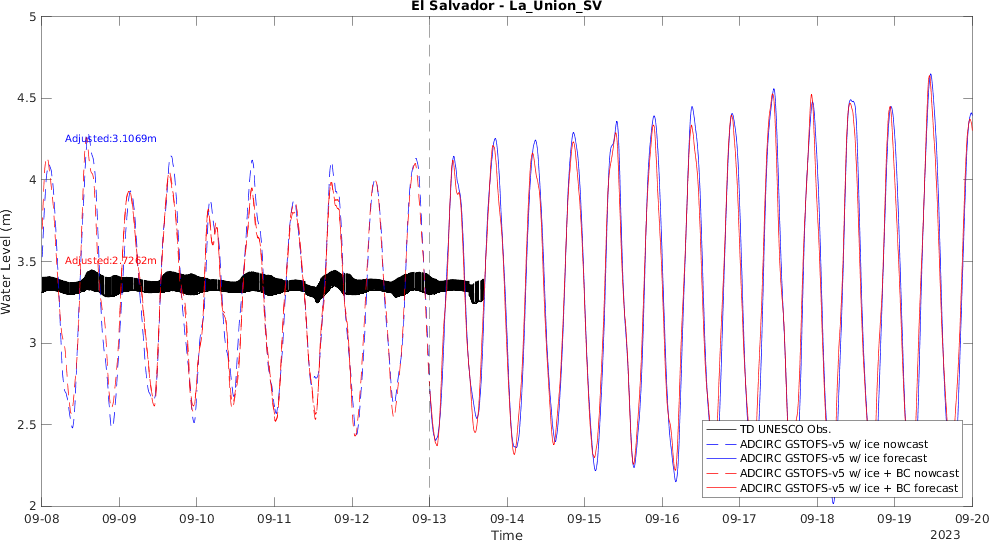 El Salvador - La_Union_SV
Water Level (m)
5
4.5
4
3.5
3
2.5
2
Adjusted:3.1069m
Adjusted:2.7262m
TD UNESCO Obs.
ADCIRC GSTOFS-v5 w/ ice nowcast
ADCIRC GSTOFS-v5 w/ ice forecast
ADCIRC GSTOFS-v5 w/ ice + BC nowcast
ADCIRC GSTOFS-v5 w/ ice + BC forecast
09-08 09-09 09-10 09-11 09-12 09-13 09-14 09-15 09-16 09-17 09-18 09-19 09-20
Time
2023